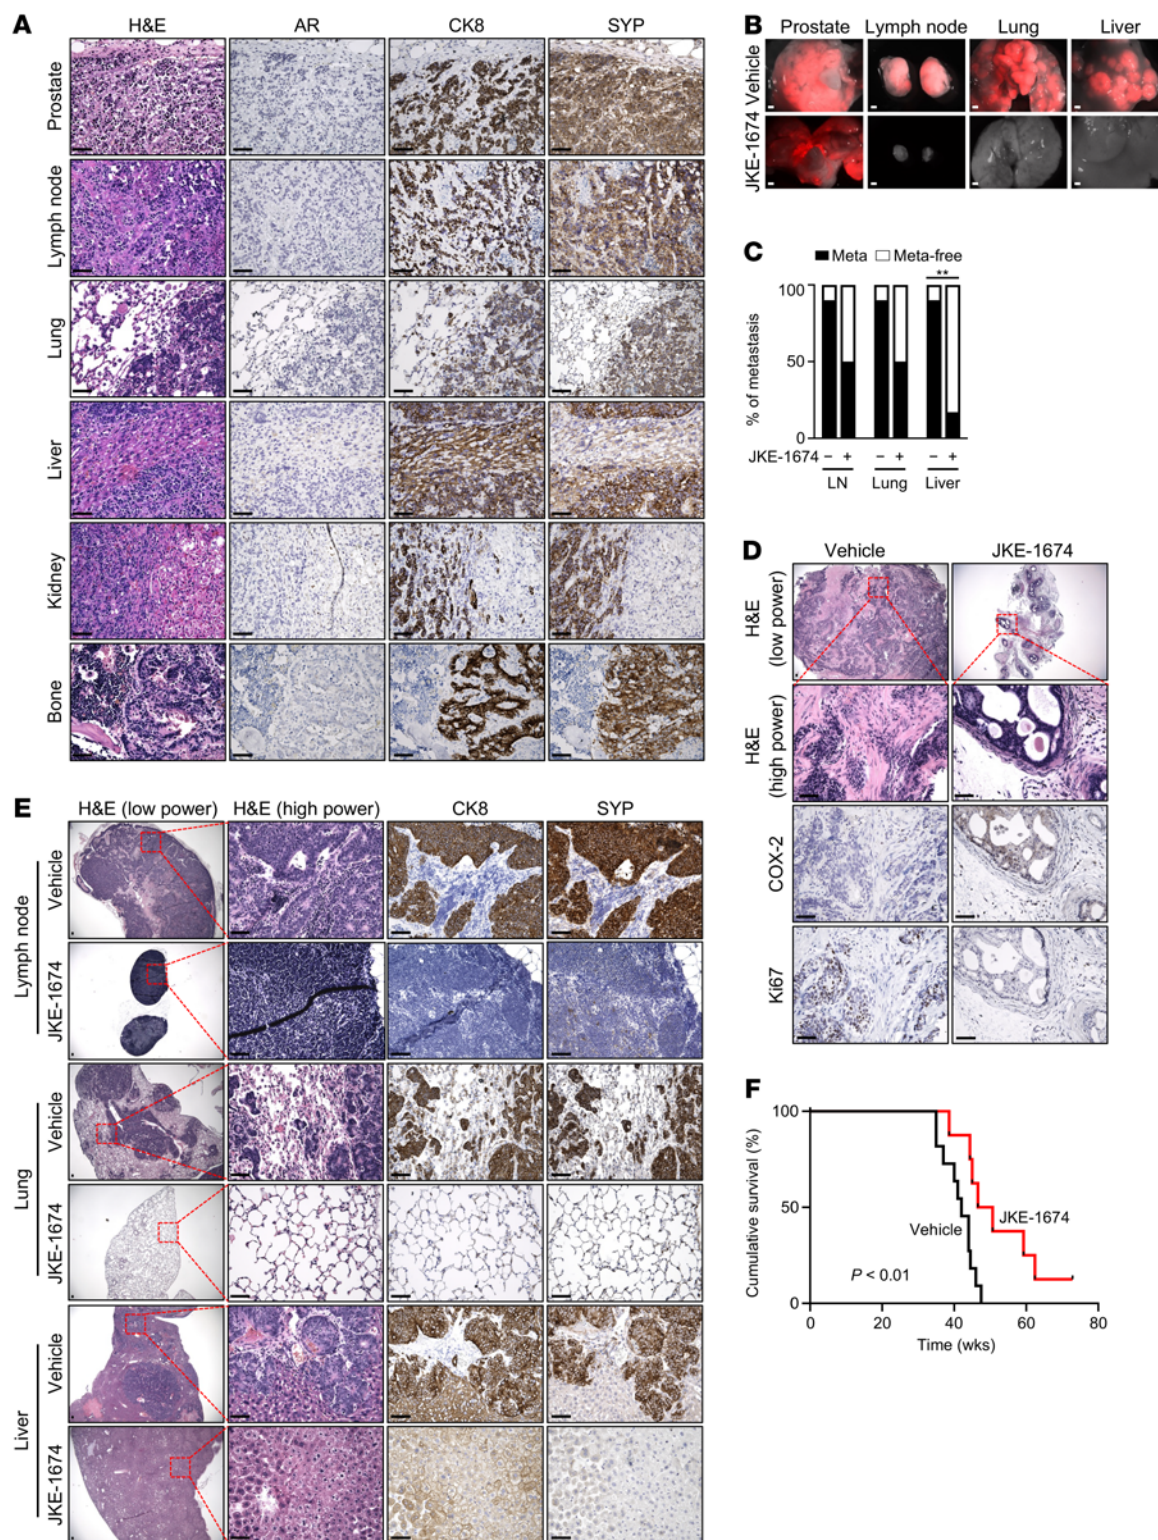 A
H&E AR CK8 SYP
Prostate
Lymph node
Lung
Liver
Kidney
Bone
B
Prostate Lymph node Lung Liver
Vehicle
JKE-1674
C
Meta Meta-free
**
% of metastasis
100
50
0
JKE-1674 − + − + − +
LN Lung Liver
D
Vehicle JKE-1674
H&E
(low power)
H&E
(high power)
COX-2
Ki67
E
H&E (low power) H&E (high power) CK8 SYP
Lymph node
Vehicle
JKE-1674
Lung
Vehicle
JKE-1674
Liver
Vehicle
JKE-1674
F
Cumulative survival (%)
100
50
0
Vehicle
JKE-1674
P < 0.01
0 20 40 60 80
Time (wks)